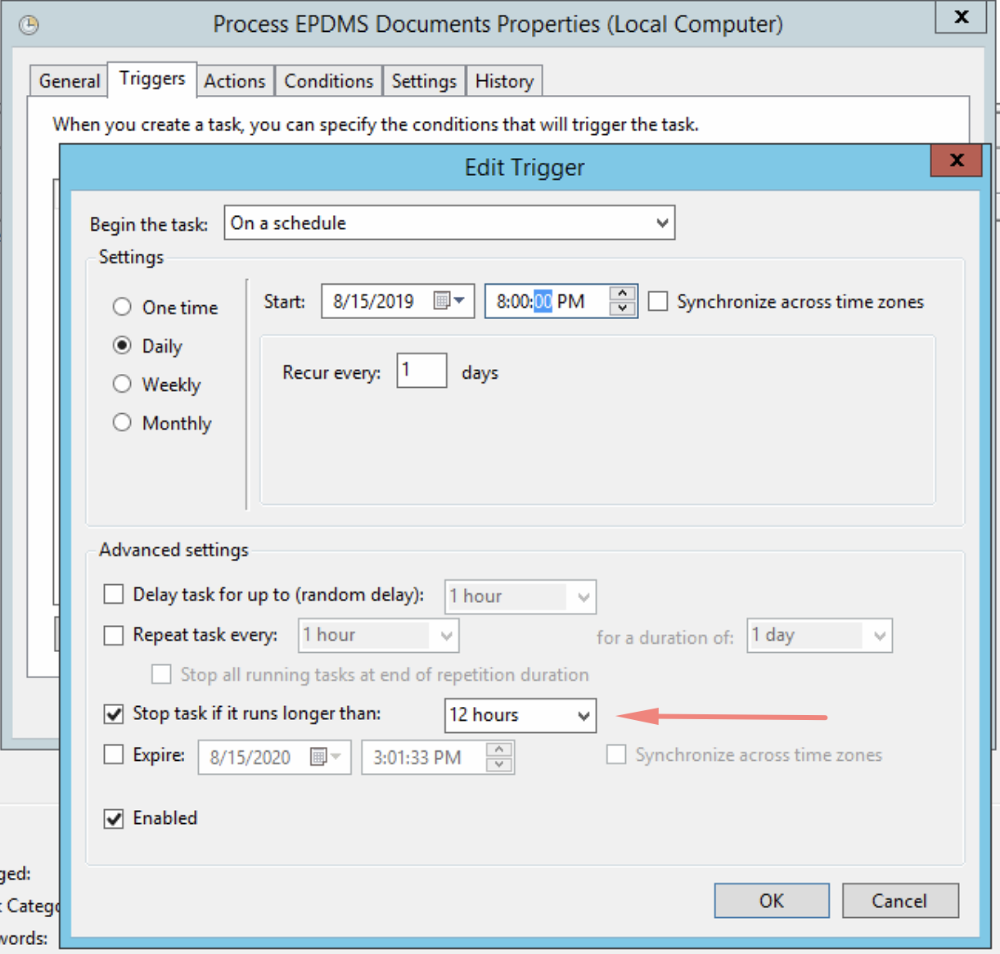 Process EPDMS Documents Properties (Local Computer)
X
General Triggers Actions Conditions Settings History
When you create a task, you can specify the conditions that will trigger the task.
Edit Trigger
X
Begin the task: On a schedule
Settings
One time
Daily
Weekly
Monthly
Start: 8/15/2019 8:00:00 PM Synchronize across time zones
Recur every: 1 days
Advanced settings
Delay task for up to (random delay): 1 hour
Repeat task every: 1 hour for a duration of: 1 day
Stop all running tasks at end of repetition duration
Stop task if it runs longer than: 12 hours
Expire: 8/15/2020 3:01:33 PM Synchronize across time zones
Enabled
ged:
Catego
words:
OK Cancel